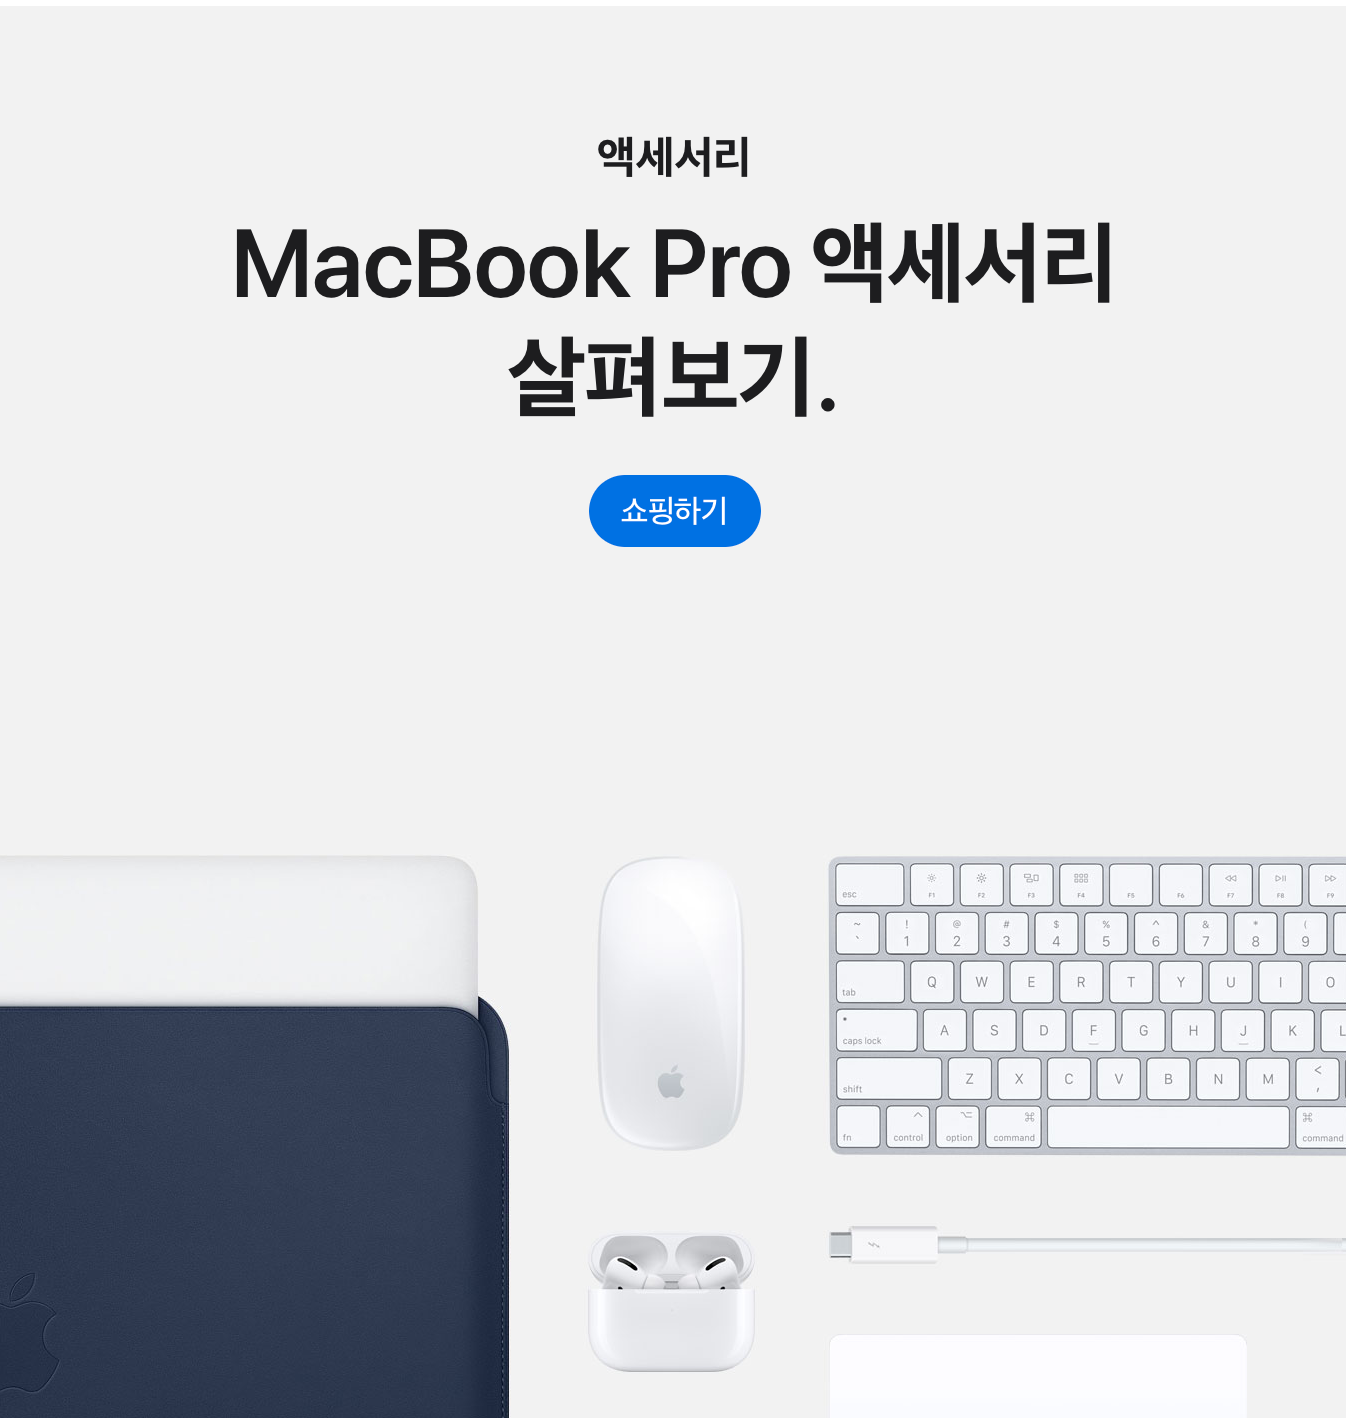 액세서리
MacBook Pro 액세서리
살펴보기.
쇼핑하기
esc F1 F2 F3 F4 F5 F6 F7 F8 F9
~ ! @ # $ % ^ & * (
` 1 2 3 4 5 6 7 8 9
tab Q W E R T Y U I O
caps lock A S D F G H J K L
shift Z X C V B N M < ,
fn control option command command